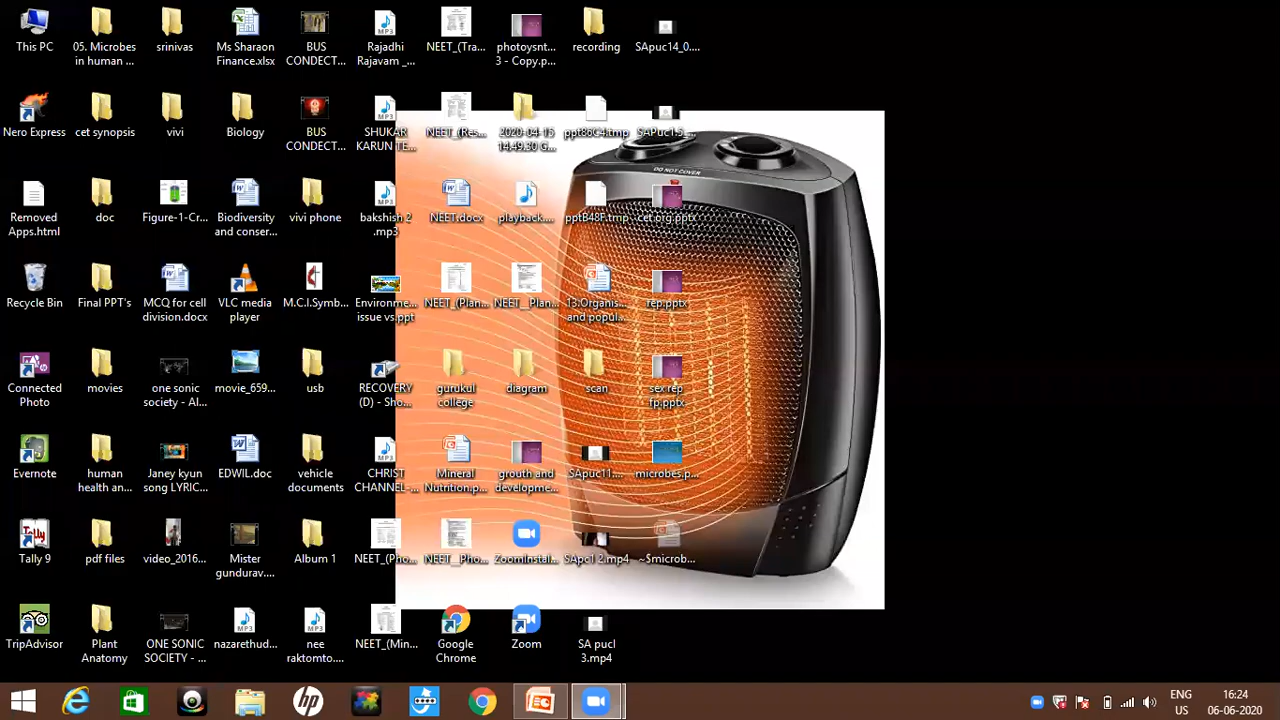 This PC
05. Microbes
in human ...
srinivas
Ms Sharaon
Finance.xlsx
BUS
CONDECT...
Rajadhi
Rajavam _...
NEET_(Tra...
photoysnt...
3 - Copy.p...
recording
SApuc14_0....
Nero Express
cet synopsis
vivi
Biology
BUS
CONDECT...
SHUKAR
KARUN TE...
NEET_(Res...
2020-04-15
14.49.30 G...
ppt86C4.tmp
SAPuc1.5_...
DO NOT COVER
Removed
Apps.html
doc
Figure-1-Cr...
Biodiversity
and conser...
vivi phone
bakshish 2
.mp3
NEET.docx
playback....
pptB48F.tmp
cet.org.pptx
Recycle Bin
Final PPT's
MCQ for cell
division.docx
VLC media
player
M.C.I.Symb...
Environme...
issue vs.ppt
NEET_(Plan...
NEET__Plan...
13.Organis...
and popul...
rep.pptx
Connected
Photo
movies
one sonic
society - Al...
movie_659...
usb
RECOVERY
(D) - Sho...
gurukul
college
diagram
scan
sex.rep
fp.pptx
Evernote
human
health an...
Janey kyun
song LYRIC...
EDWIL.doc
vehicle
documents
CHRIST
CHANNEL-...
Mineral
Nutrition.p...
grouth and
developme...
SApuc11....
microbes.p...
Tally 9
pdf files
video_2016...
Mister
gundurav....
Album 1
NEET_(Pho...
NEET__Pho...
ZoomInstal...
SApc1 2.mp4
~$microb...
TripAdvisor
Plant
Anatomy
ONE SONIC
SOCIETY - ...
nazarethud...
nee
raktomto....
NEET_(Min...
Google
Chrome
Zoom
SA pucI
3.mp4
ENG
US
16:24
06-06-2020